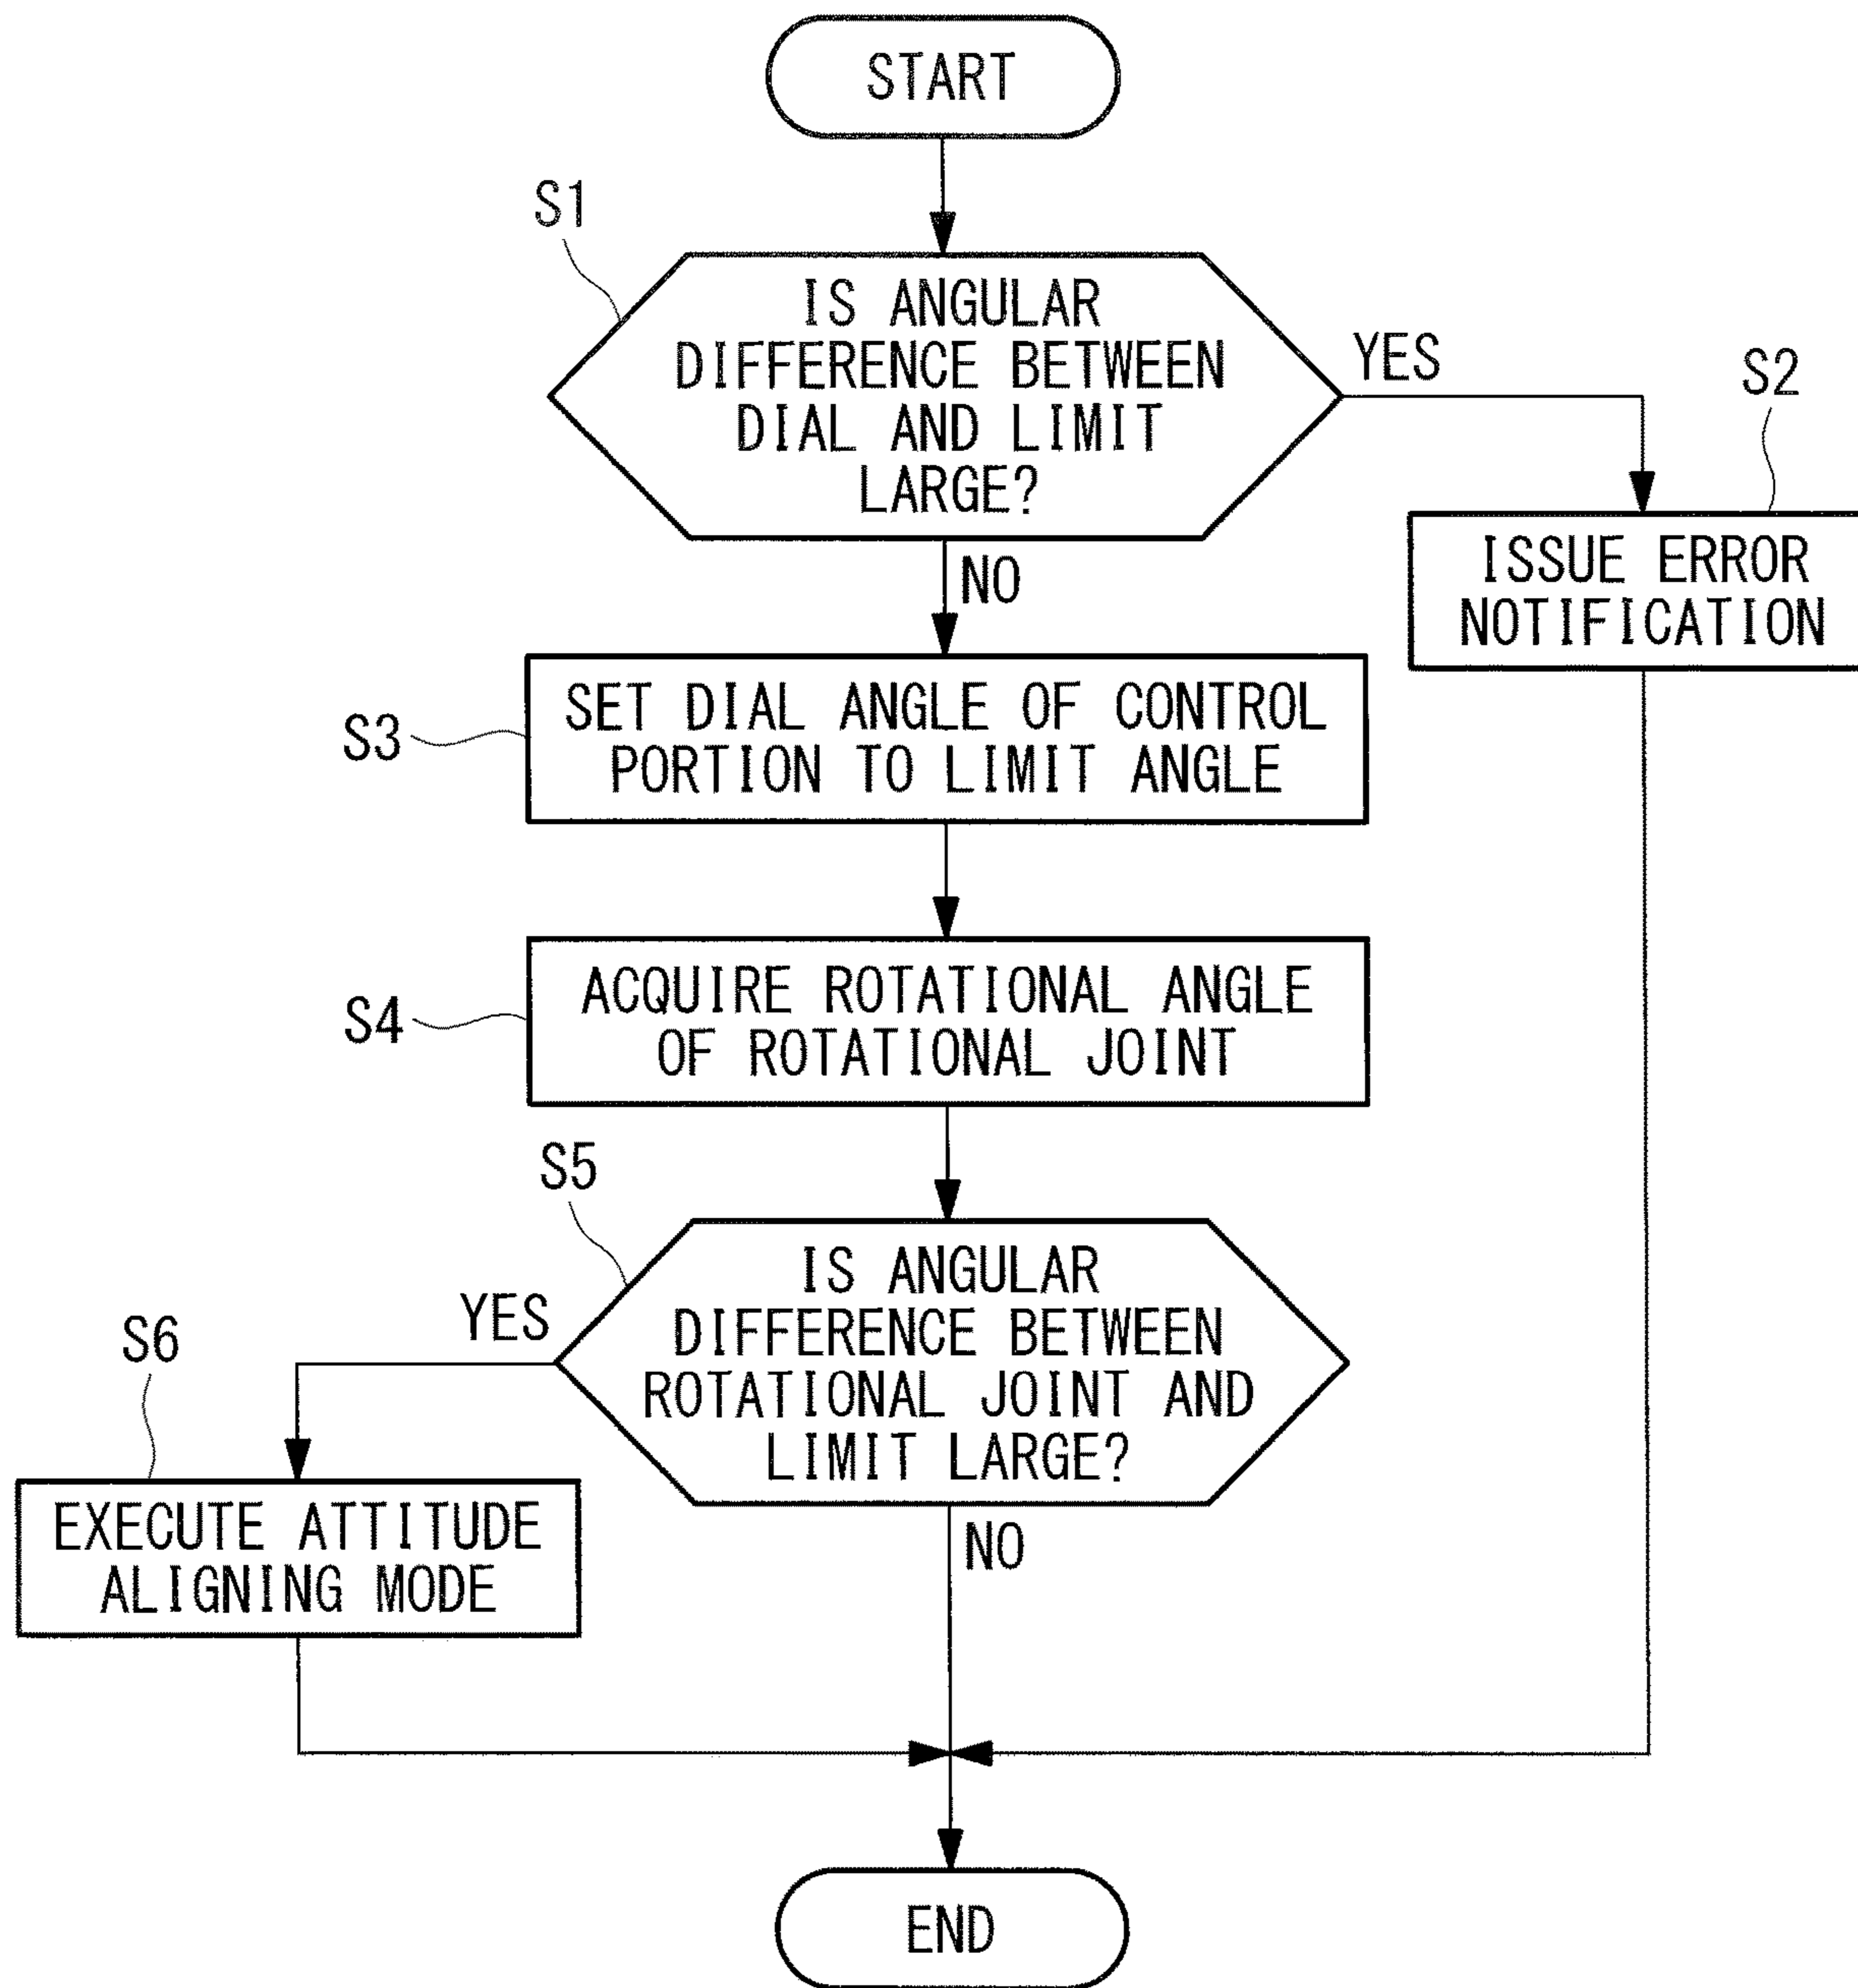 START
S1
IS ANGULAR
DIFFERENCE BETWEEN
DIAL AND LIMIT
LARGE?
YES
S2
ISSUE ERROR
NOTIFICATION
NO
S3
SET DIAL ANGLE OF CONTROL
PORTION TO LIMIT ANGLE
S4
ACQUIRE ROTATIONAL ANGLE
OF ROTATIONAL JOINT
S5
IS ANGULAR
DIFFERENCE BETWEEN
ROTATIONAL JOINT AND
LIMIT LARGE?
YES
S6
EXECUTE ATTITUDE
ALIGNING MODE
NO
END